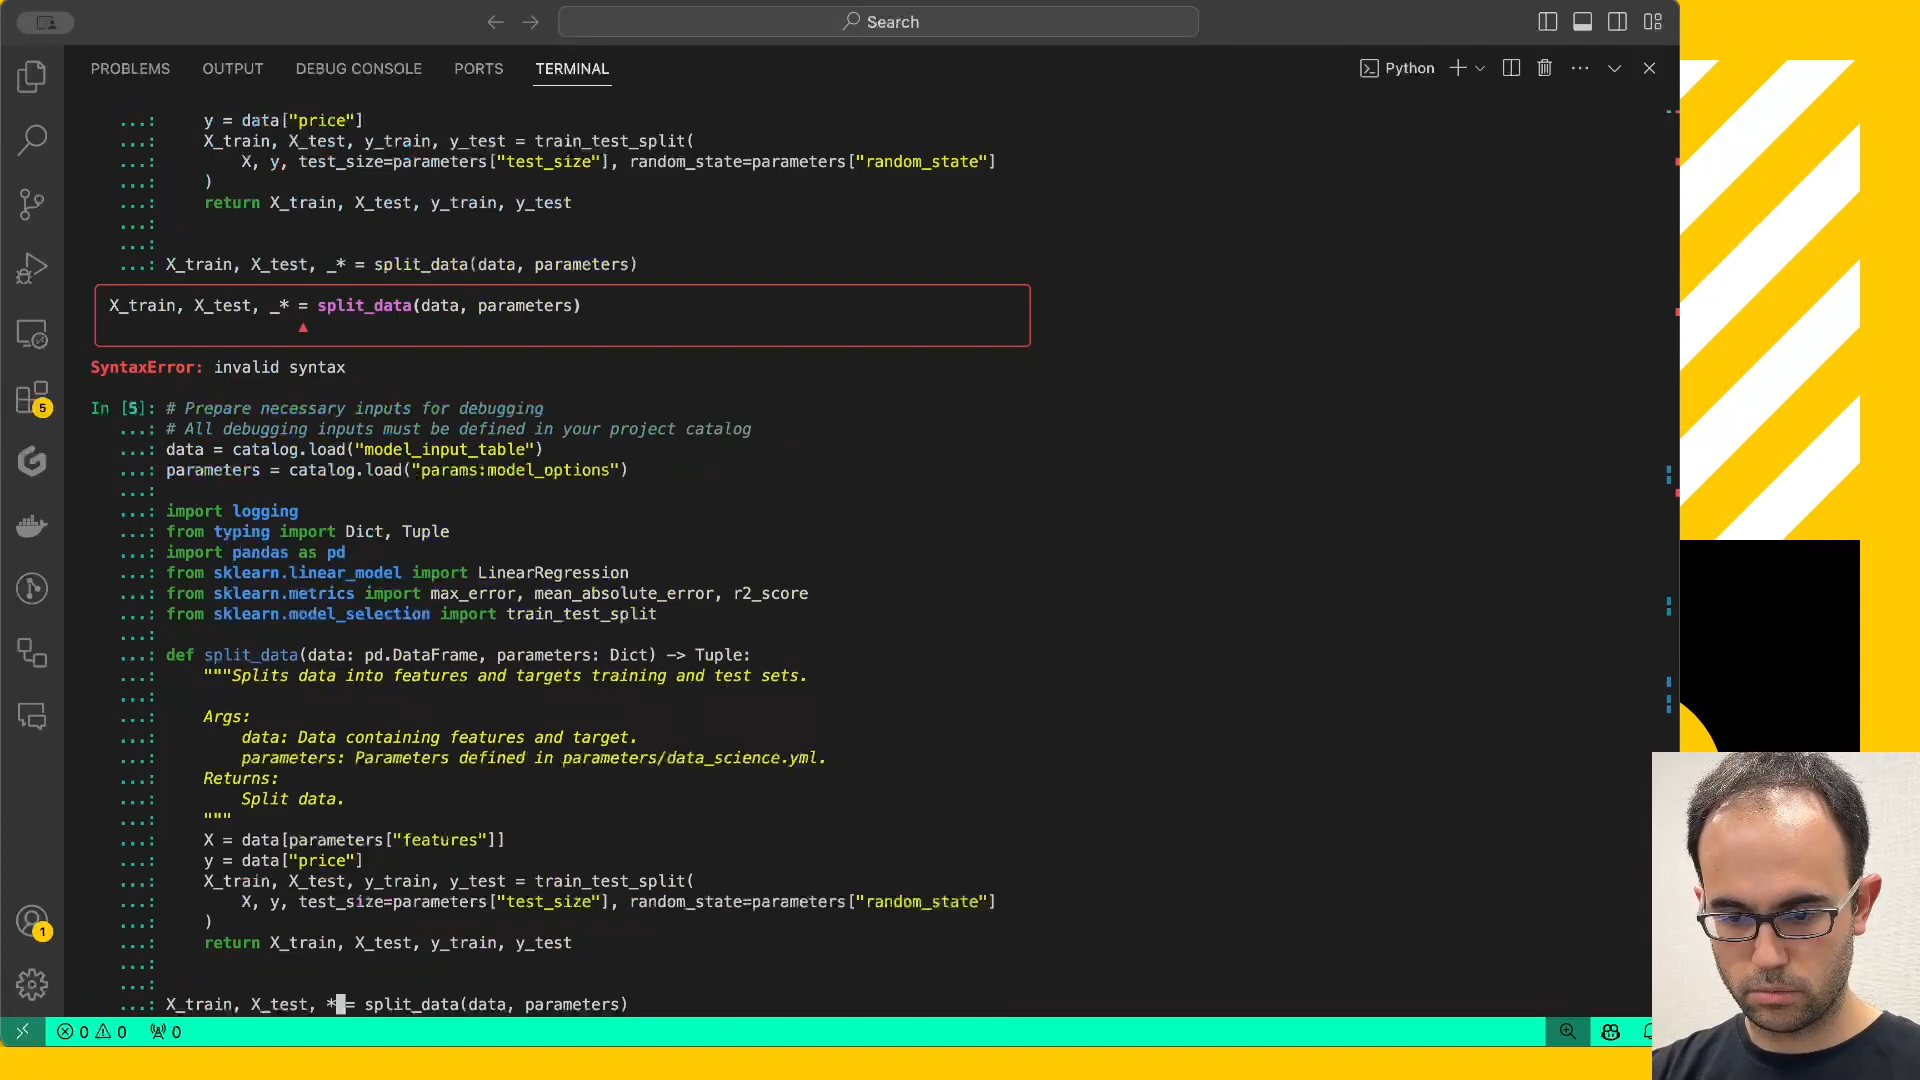 Search
PROBLEMS OUTPUT DEBUG CONSOLE PORTS TERMINAL Python
...: y = data["price"]
...: X_train, X_test, y_train, y_test = train_test_split(
...: X, y, test_size=parameters["test_size"], random_state=parameters["random_state"]
...: )
...: return X_train, X_test, y_train, y_test
...:
...:
...: X_train, X_test, _* = split_data(data, parameters)
X_train, X_test, _* = split_data(data, parameters)
▲
SyntaxError: invalid syntax
In [5]: # Prepare necessary inputs for debugging
...: # All debugging inputs must be defined in your project catalog
...: data = catalog.load("model_input_table")
...: parameters = catalog.load("params:model_options")
...:
...: import logging
...: from typing import Dict, Tuple
...: import pandas as pd
...: from sklearn.linear_model import LinearRegression
...: from sklearn.metrics import max_error, mean_absolute_error, r2_score
...: from sklearn.model_selection import train_test_split
...:
...: def split_data(data: pd.DataFrame, parameters: Dict) -> Tuple:
...: """Splits data into features and targets training and test sets.
...:
...: Args:
...: data: Data containing features and target.
...: parameters: Parameters defined in parameters/data_science.yml.
...: Returns:
...: Split data.
...: """
...: X = data[parameters["features"]]
...: y = data["price"]
...: X_train, X_test, y_train, y_test = train_test_split(
...: X, y, test_size=parameters["test_size"], random_state=parameters["random_state"]
...: )
...: return X_train, X_test, y_train, y_test
...:
...:
...: X_train, X_test, * = split_data(data, parameters)
5
1
0 0 0